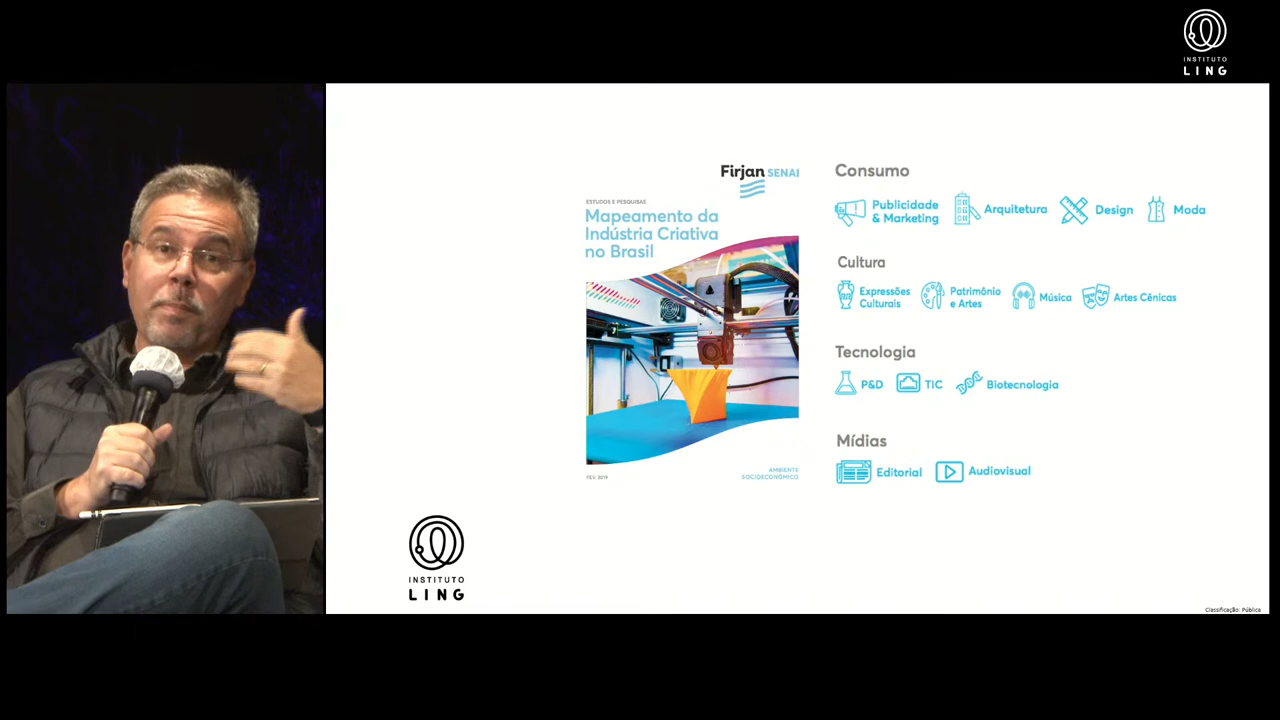 INSTITUTO
LING
Firjan SENAI
ESTUDOS E PESQUISAS
Mapeamento da
Indústria Criativa
no Brasil
FEV. 2019
AMBIENTE
SOCIOECONÔMICO
Consumo
Publicidade
& Marketing
Arquitetura
Design
Moda
Cultura
Expressões
Culturais
Patrimônio
e Artes
Música
Artes Cênicas
Tecnologia
P&D
TIC
Biotecnologia
Mídias
Editorial
Audiovisual
INSTITUTO
LING
Classificação: Pública